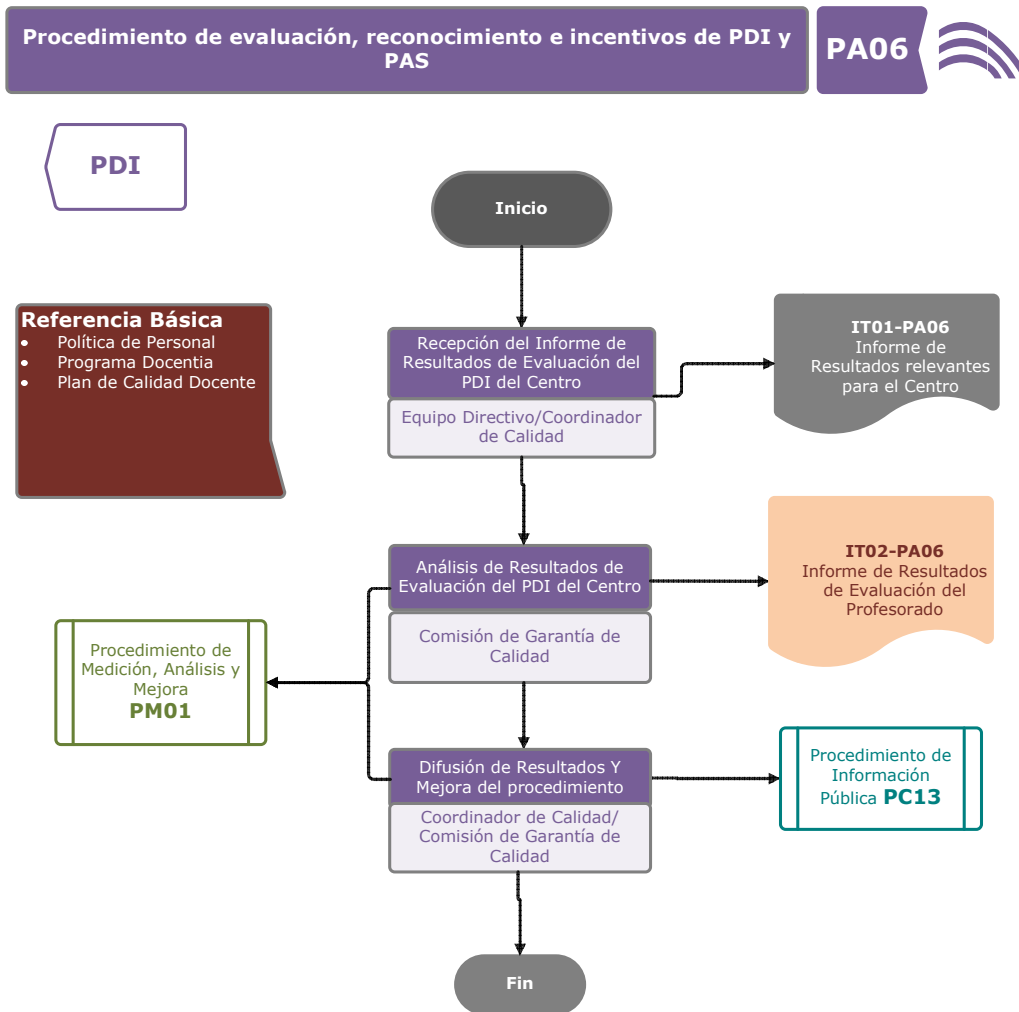 Procedimiento de evaluación, reconocimiento e incentivos de PDI y
PAS
PA06
PDI
Inicio
Referencia Básica
• Política de Personal
• Programa Docentia
• Plan de Calidad Docente
Recepción del Informe de
Resultados de Evaluación del
PDI del Centro
Equipo Directivo/Coordinador
de Calidad
IT01-PA06
Informe de
Resultados relevantes
para el Centro
Análisis de Resultados de
Evaluación del PDI del Centro
Comisión de Garantía de
Calidad
IT02-PA06
Informe de Resultados
de Evaluación del
Profesorado
Procedimiento de
Medición, Análisis y
Mejora
PM01
Difusión de Resultados Y
Mejora del procedimiento
Coordinador de Calidad/
Comisión de Garantía de
Calidad
Procedimiento de
Información
Pública PC13
Fin